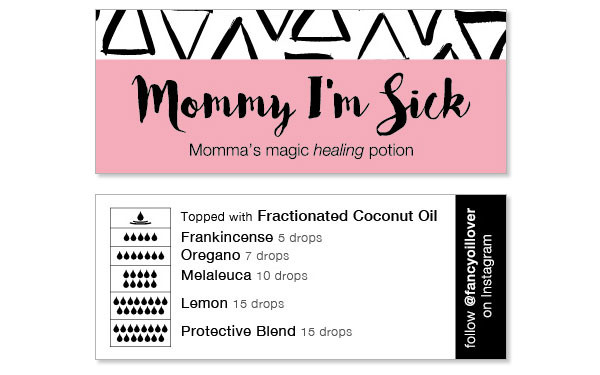 Mommy I'm Sick
Momma's magic healing potion
Topped with Fractionated Coconut Oil
Frankincense 5 drops
Oregano 7 drops
Melaleuca 10 drops
Lemon 15 drops
Protective Blend 15 drops
follow @fancyoillover
on Instagram